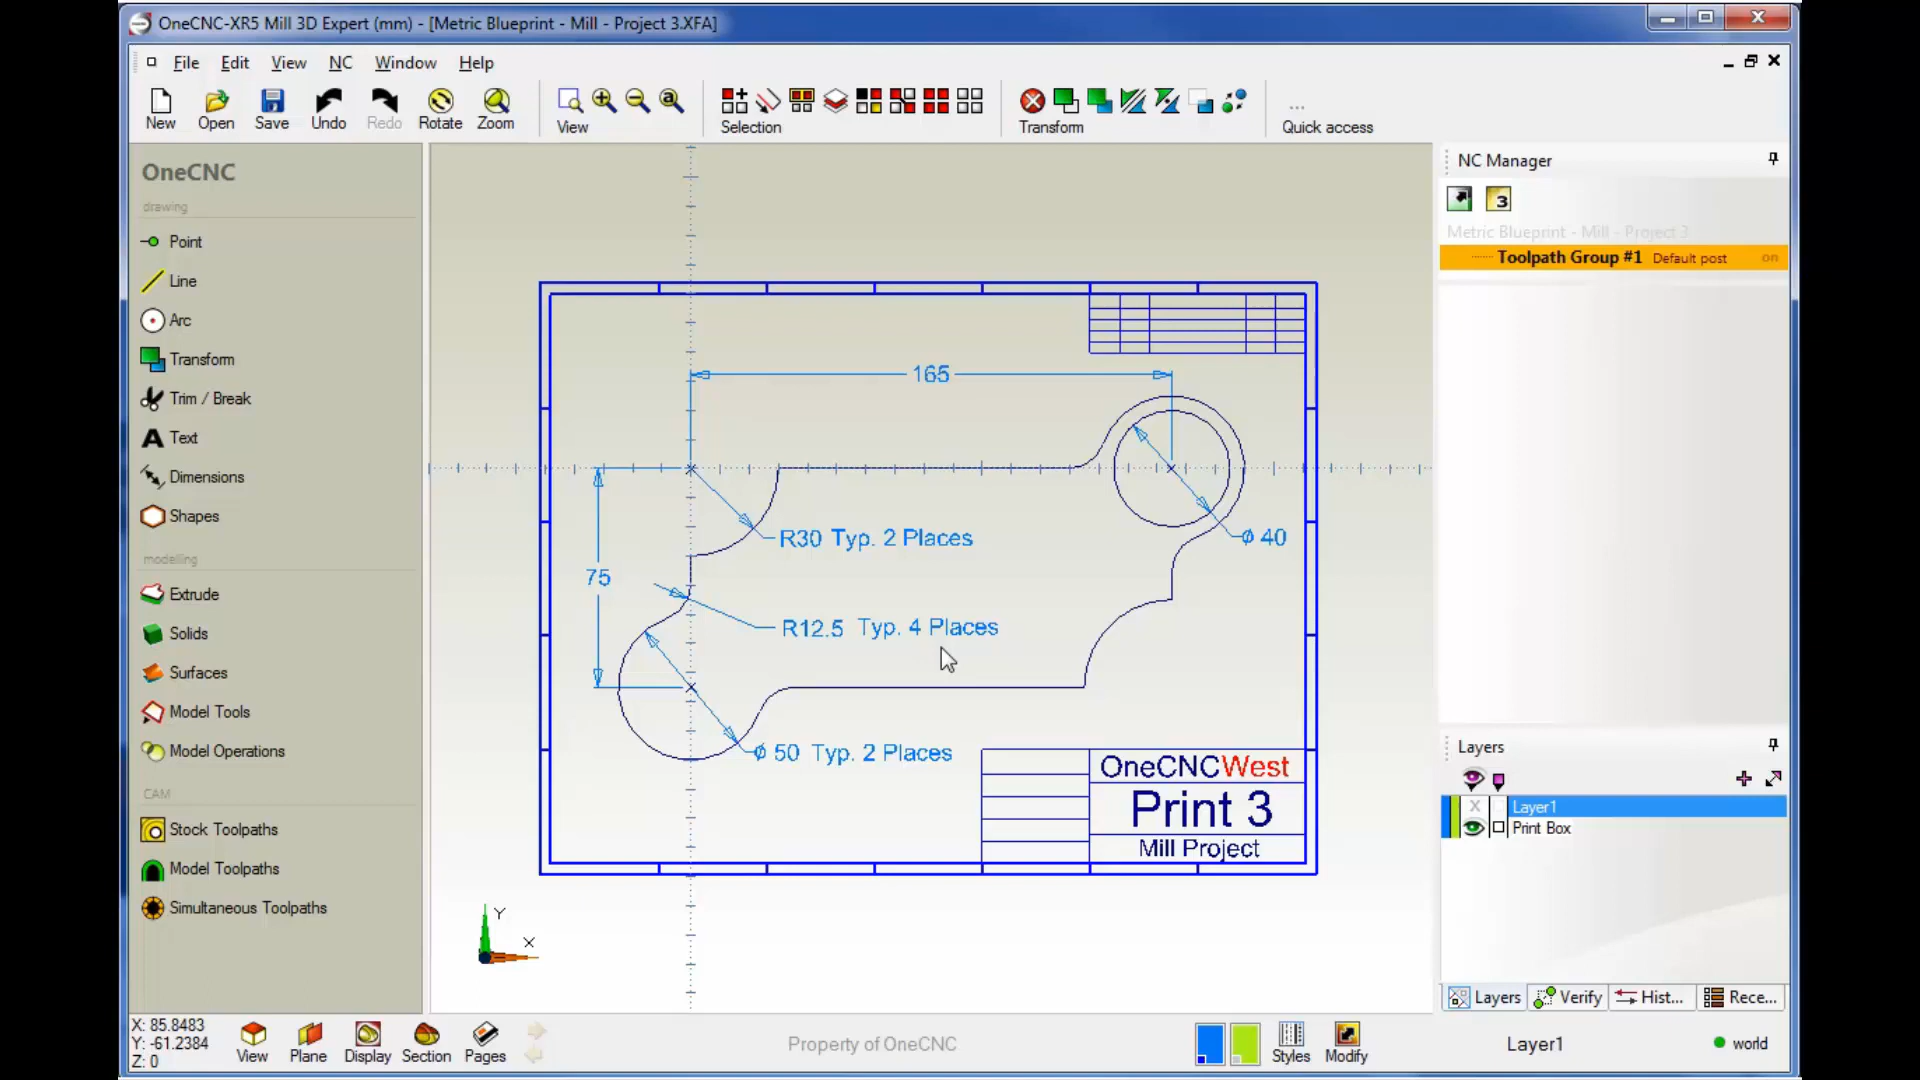 OneCNC-XR5 Mill 3D Expert (mm) - [Metric Blueprint - Mill - Project 3.XFA]
File Edit View NC Window Help
New Open Save Undo Redo Rotate Zoom View Selection Transform ... Quick access
OneCNC
drawing
Point
Line
Arc
Transform
Trim / Break
Text
Dimensions
Shapes
modelling
Extrude
Solids
Surfaces
Model Tools
Model Operations
CAM
Stock Toolpaths
Model Toolpaths
Simultaneous Toolpaths
165
R30 Typ. 2 Places
ϕ 40
75
R12.5 Typ. 4 Places
ϕ 50 Typ. 2 Places
OneCNCWest
Print 3
Mill Project
Y
X
NC Manager
3
Metric Blueprint - Mill - Project 3
Toolpath Group #1 Default post on
Layers
X Layer1
Print Box
Layers Verify Hist... Rece...
X: 85.8483
Y: -61.2384
Z: 0
View Plane Display Section Pages
Property of OneCNC
Styles Modify
Layer1
world